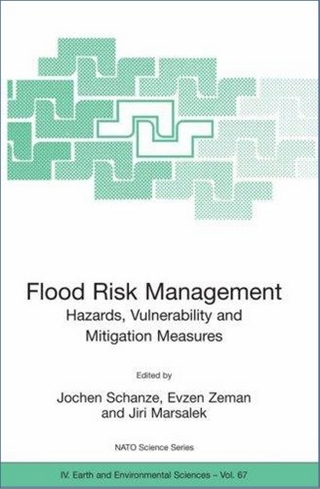 Flood Risk Management
Hazards, Vulnerability and
Mitigation Measures
Edited by
Jochen Schanze, Evzen Zeman
and Jiri Marsalek
NATO Science Series
IV. Earth and Environmental Sciences – Vol. 67